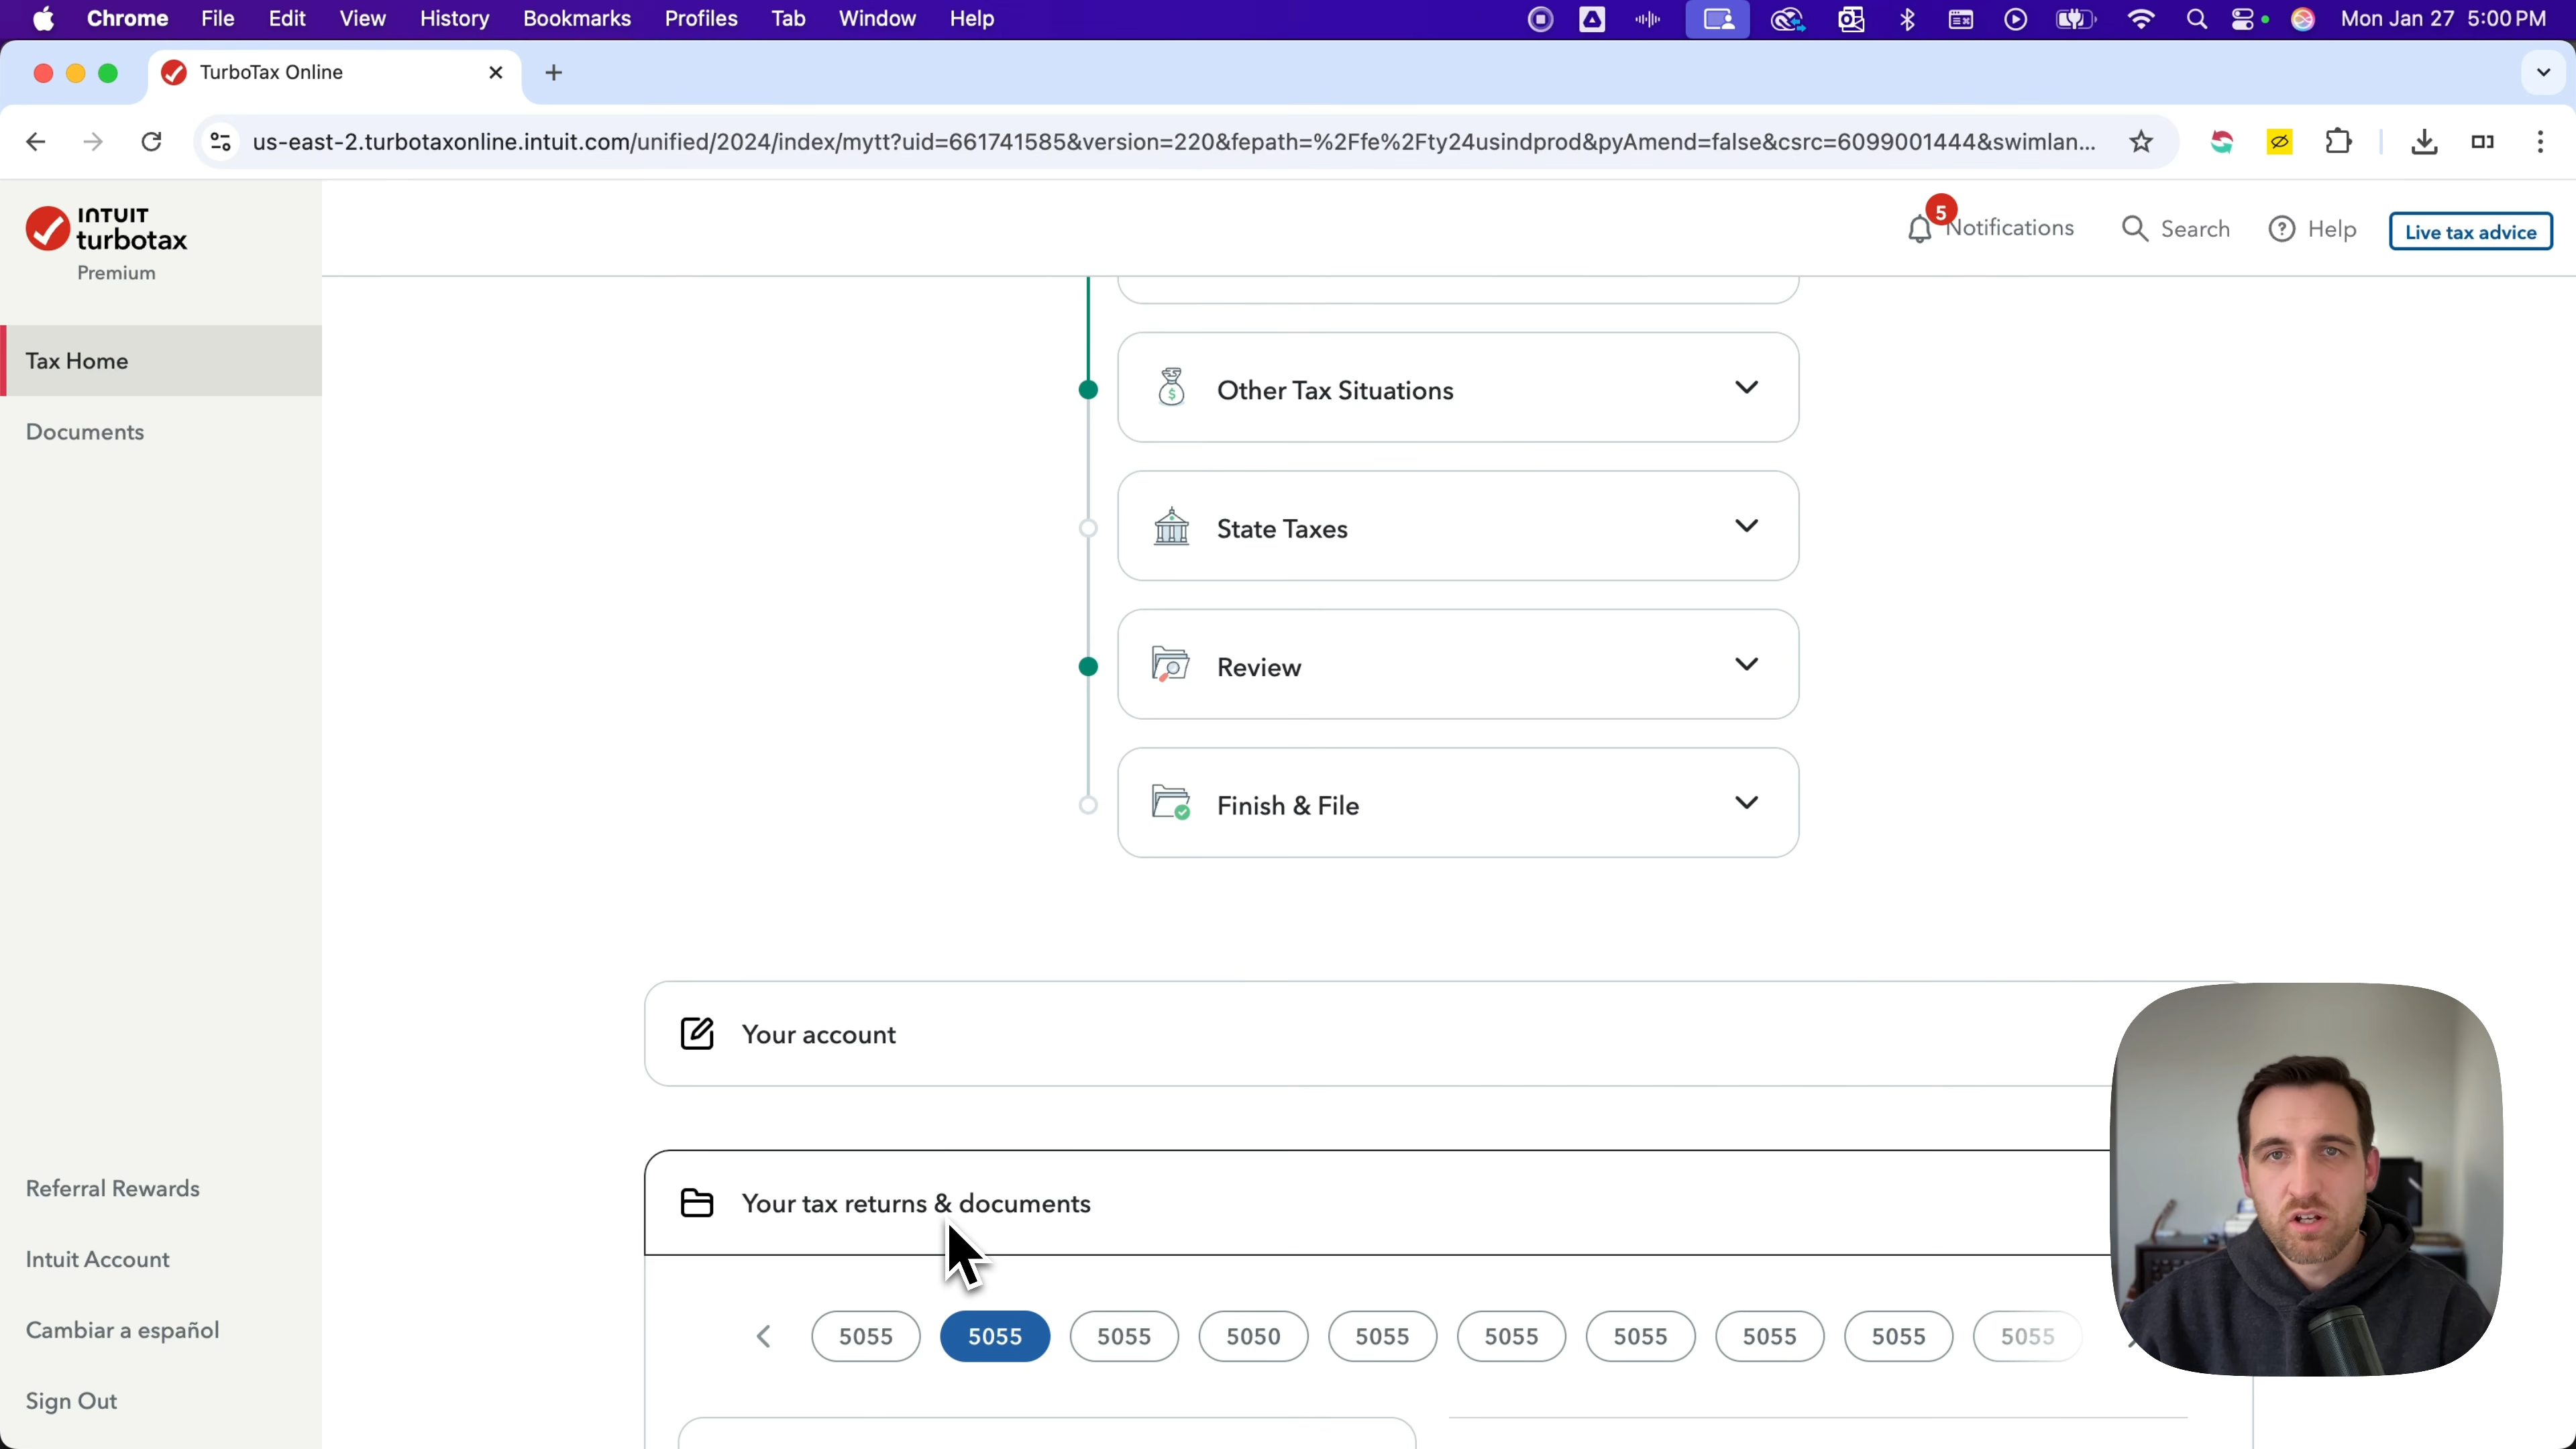 Chrome File Edit View History Bookmarks Profiles Tab Window Help Mon Jan 27 5:00 PM
TurboTax Online
us-east-2.turbotaxonline.intuit.com/unified/2024/index/mytt?uid=661741585&version=220&fepath=%2Ffe%2Fty24usindprod&pyAmend=false&csrc=6099001444&swimlan...
INTUIT
turbotax
Premium
5
Notifications Search Help Live tax advice
Tax Home
Documents
Other Tax Situations
State Taxes
Review
Finish & File
Your account
Your tax returns & documents
5055 5055 5055 5050 5055 5055 5055 5055 5055 5055
Referral Rewards
Intuit Account
Cambiar a español
Sign Out